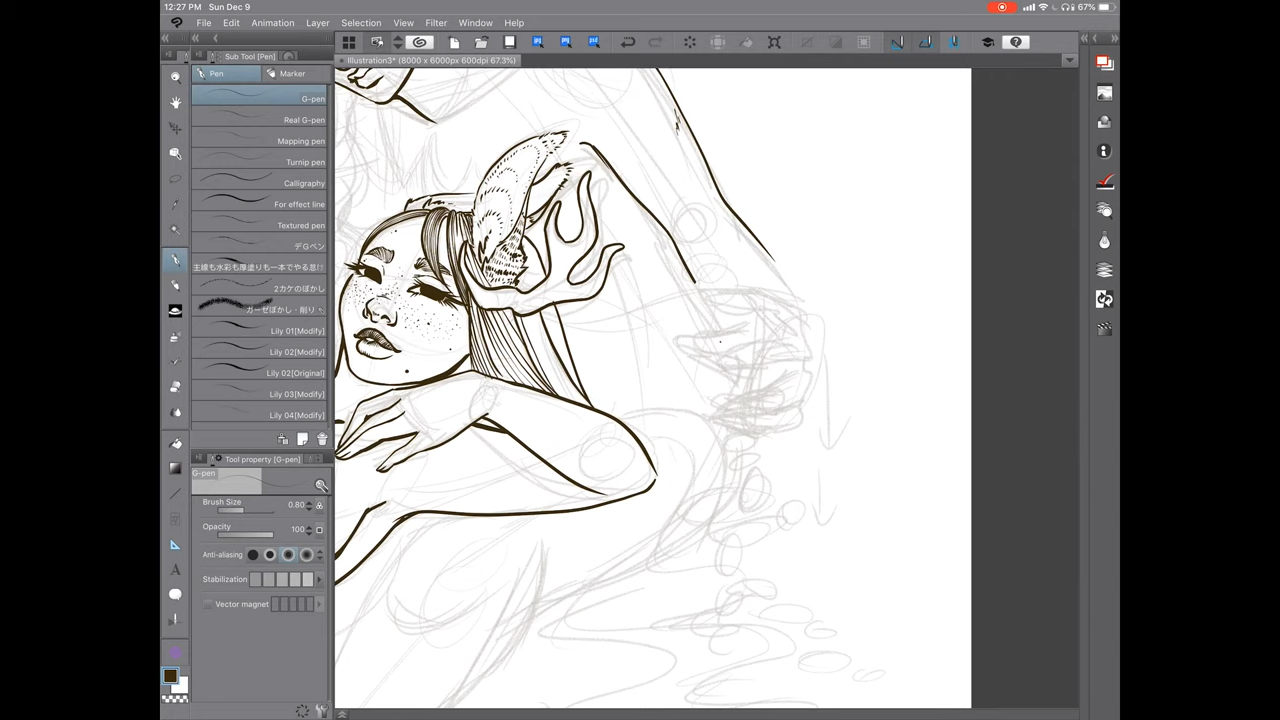 12:27 PM Sun Dec 9 67%
File Edit Animation Layer Selection View Filter Window Help
Sub Tool [Pen]
Illustration3* (8000 x 6000px 600dpi 67.3%)
Pen Marker
G-pen
Real G-pen
Mapping pen
Turnip pen
Calligraphy
For effect line
Textured pen
デGペン
主線も水彩も厚塗りも一本でやる怠け
2カケのぼかし
ガーゼぼかし・削り
Lily 01[Modify]
Lily 02[Modify]
Lily 02[Original]
Lily 03[Modify]
Lily 04[Modify]
Tool property [G-pen]
G-pen
Brush Size 0.80
Opacity 100
Anti-aliasing
Stabilization
Vector magnet